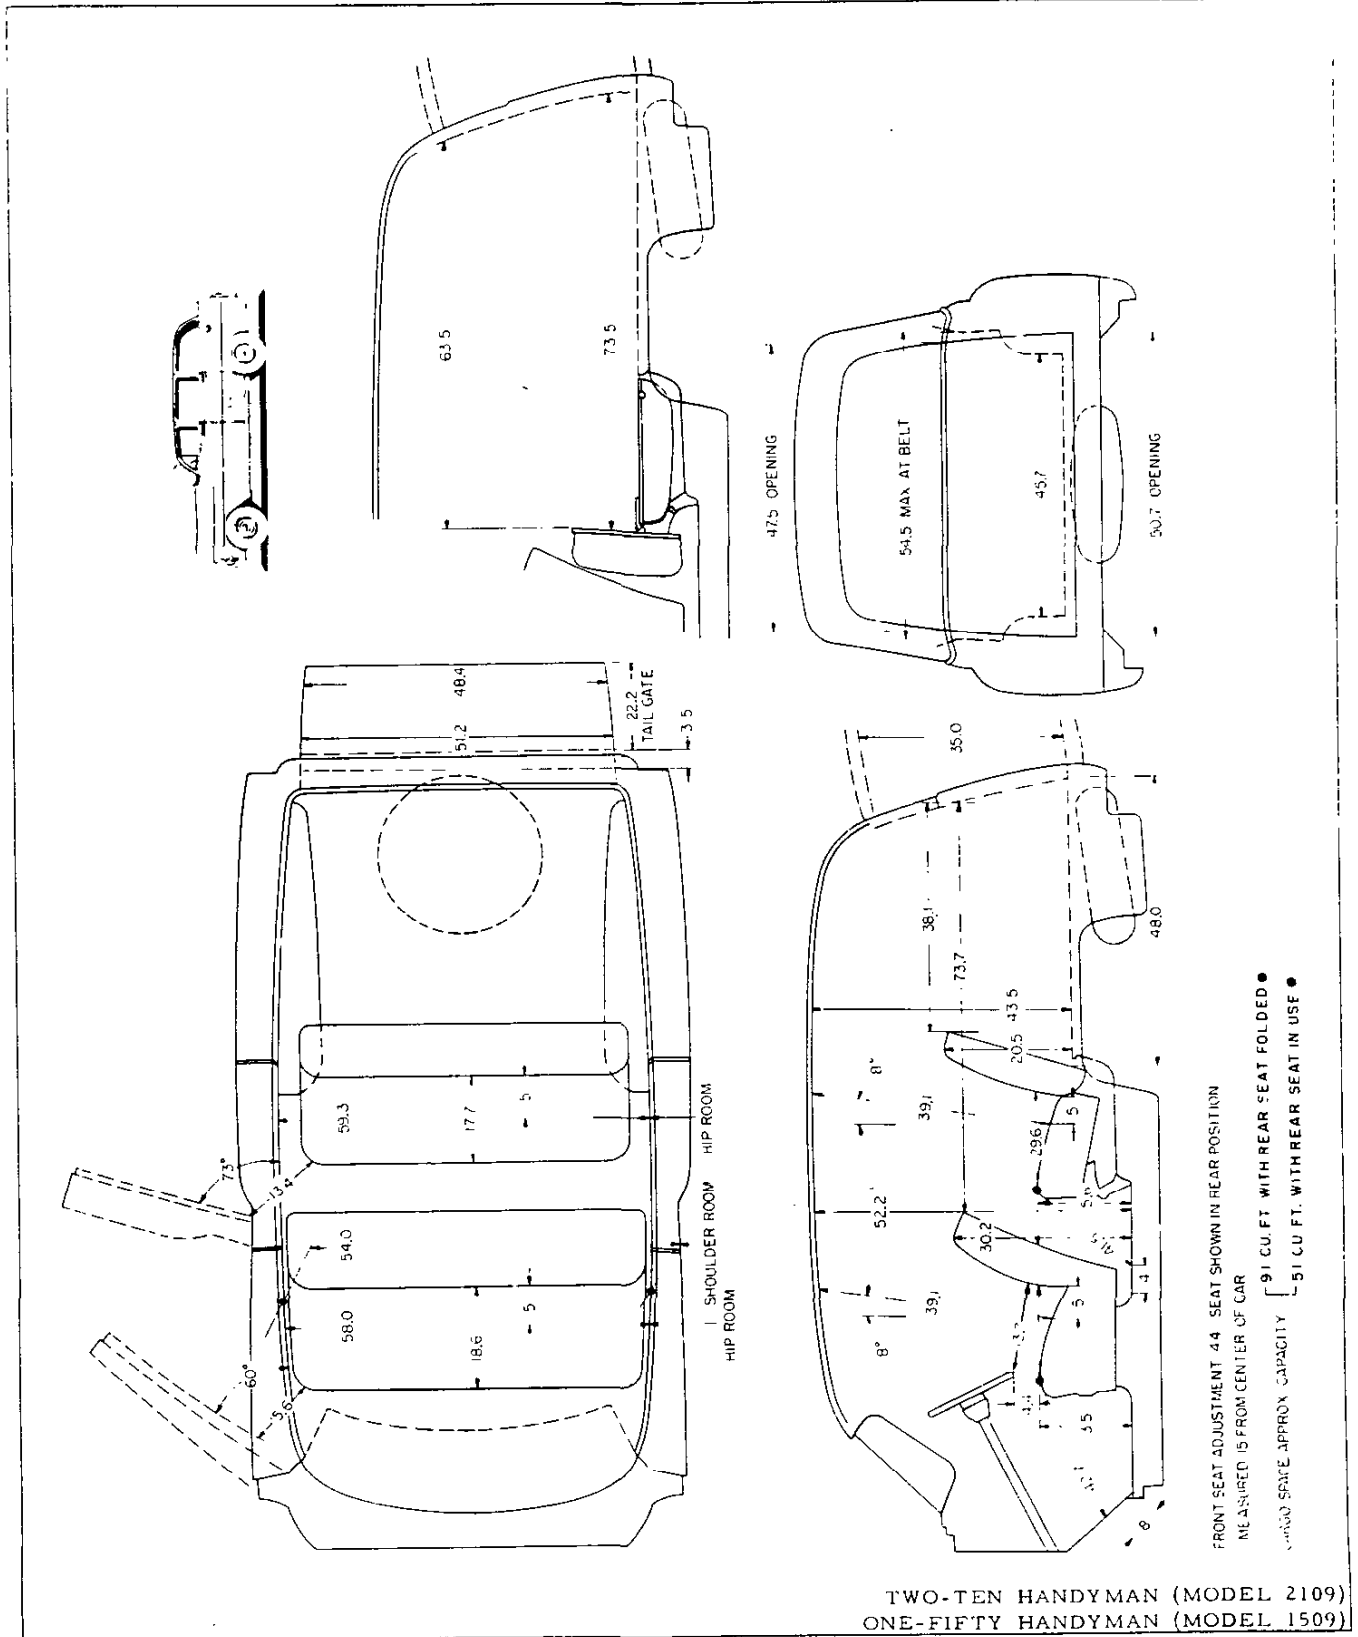 63.5
73.5
47.5 OPENING
54.5 MAX AT BELT
45.7
50.7 OPENING
48.4
51.2
22.2
TAIL GATE
3.5
59.3
17.7
5
73°
13.4
54.0
58.0
18.6
5
60°
HIP ROOM
SHOULDER ROOM
HIP ROOM
35.0
38.1
73.7
48.0
43.5
20.5
8°
39.1
29.6
5
52.2
30.2
39.1
8°
5
4
8
FRONT SEAT ADJUSTMENT 4.4 SEAT SHOWN IN REAR POSITION
MEASURED 15 FROM CENTER OF CAR
SPACE APPROX CAPACITY
91 CU. FT WITH REAR SEAT FOLDED
51 CU FT. WITH REAR SEAT IN USE
TWO-TEN HANDYMAN (MODEL 2109)
ONE-FIFTY HANDYMAN (MODEL 1509)